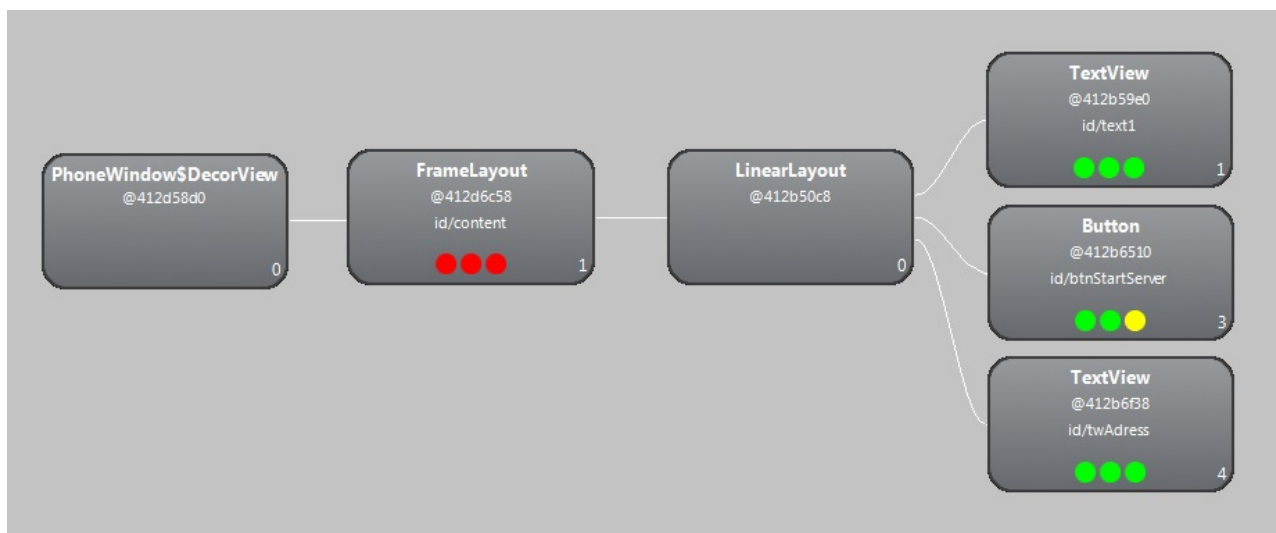 PhoneWindow$DecorView
@412d58d0
0
FrameLayout
@412d6c58
id/content
1
LinearLayout
@412b50c8
0
TextView
@412b59e0
id/text1
1
Button
@412b6510
id/btnStartServer
3
TextView
@412b6f38
id/twAdress
4